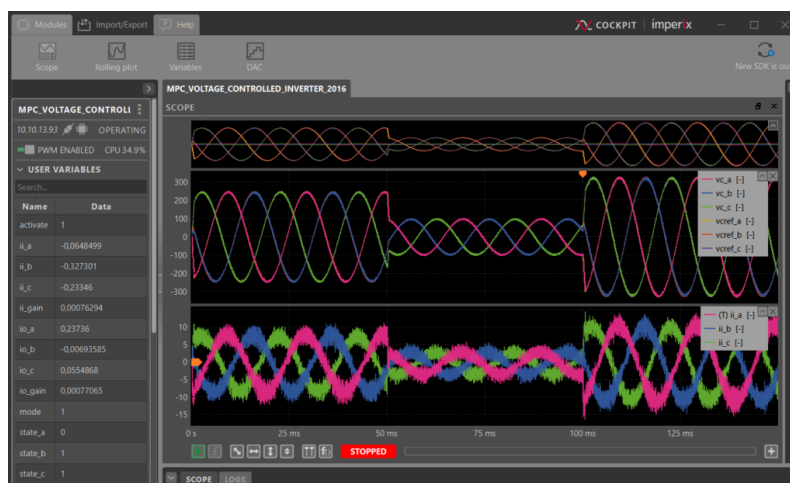 Modules Import/Export Help COCKPIT imperix
Scope Rolling plot Variables DAC New SDK is out
MPC_VOLTAGE_CONTROLLED_INVERTER_2016
MPC_VOLTAGE_CONTROLI
SCOPE
10.10.13.93 OPERATING
PWM ENABLED CPU 34.9%
USER VARIABLES
Search...
Name Data
activate 1
ii_a -0,0648499
ii_b -0,327301
ii_c -0,23346
ii_gain 0,00076294
io_a 0,23736
io_b -0,00693585
io_c 0,0554868
io_gain 0,00077065
mode 1
state_a 0
state_b 1
state_c 1
300
200
100
0
-100
-200
-300
vc_a [-]
vc_b [-]
vc_c [-]
vcref_a [-]
vcref_b [-]
vcref_c [-]
10
5
0
-5
-10
-15
(T) ii_a [-]
ii_b [-]
ii_c [-]
0 s 25 ms 50 ms 75 ms 100 ms 125 ms
f() STOPPED
SCOPE LOGS